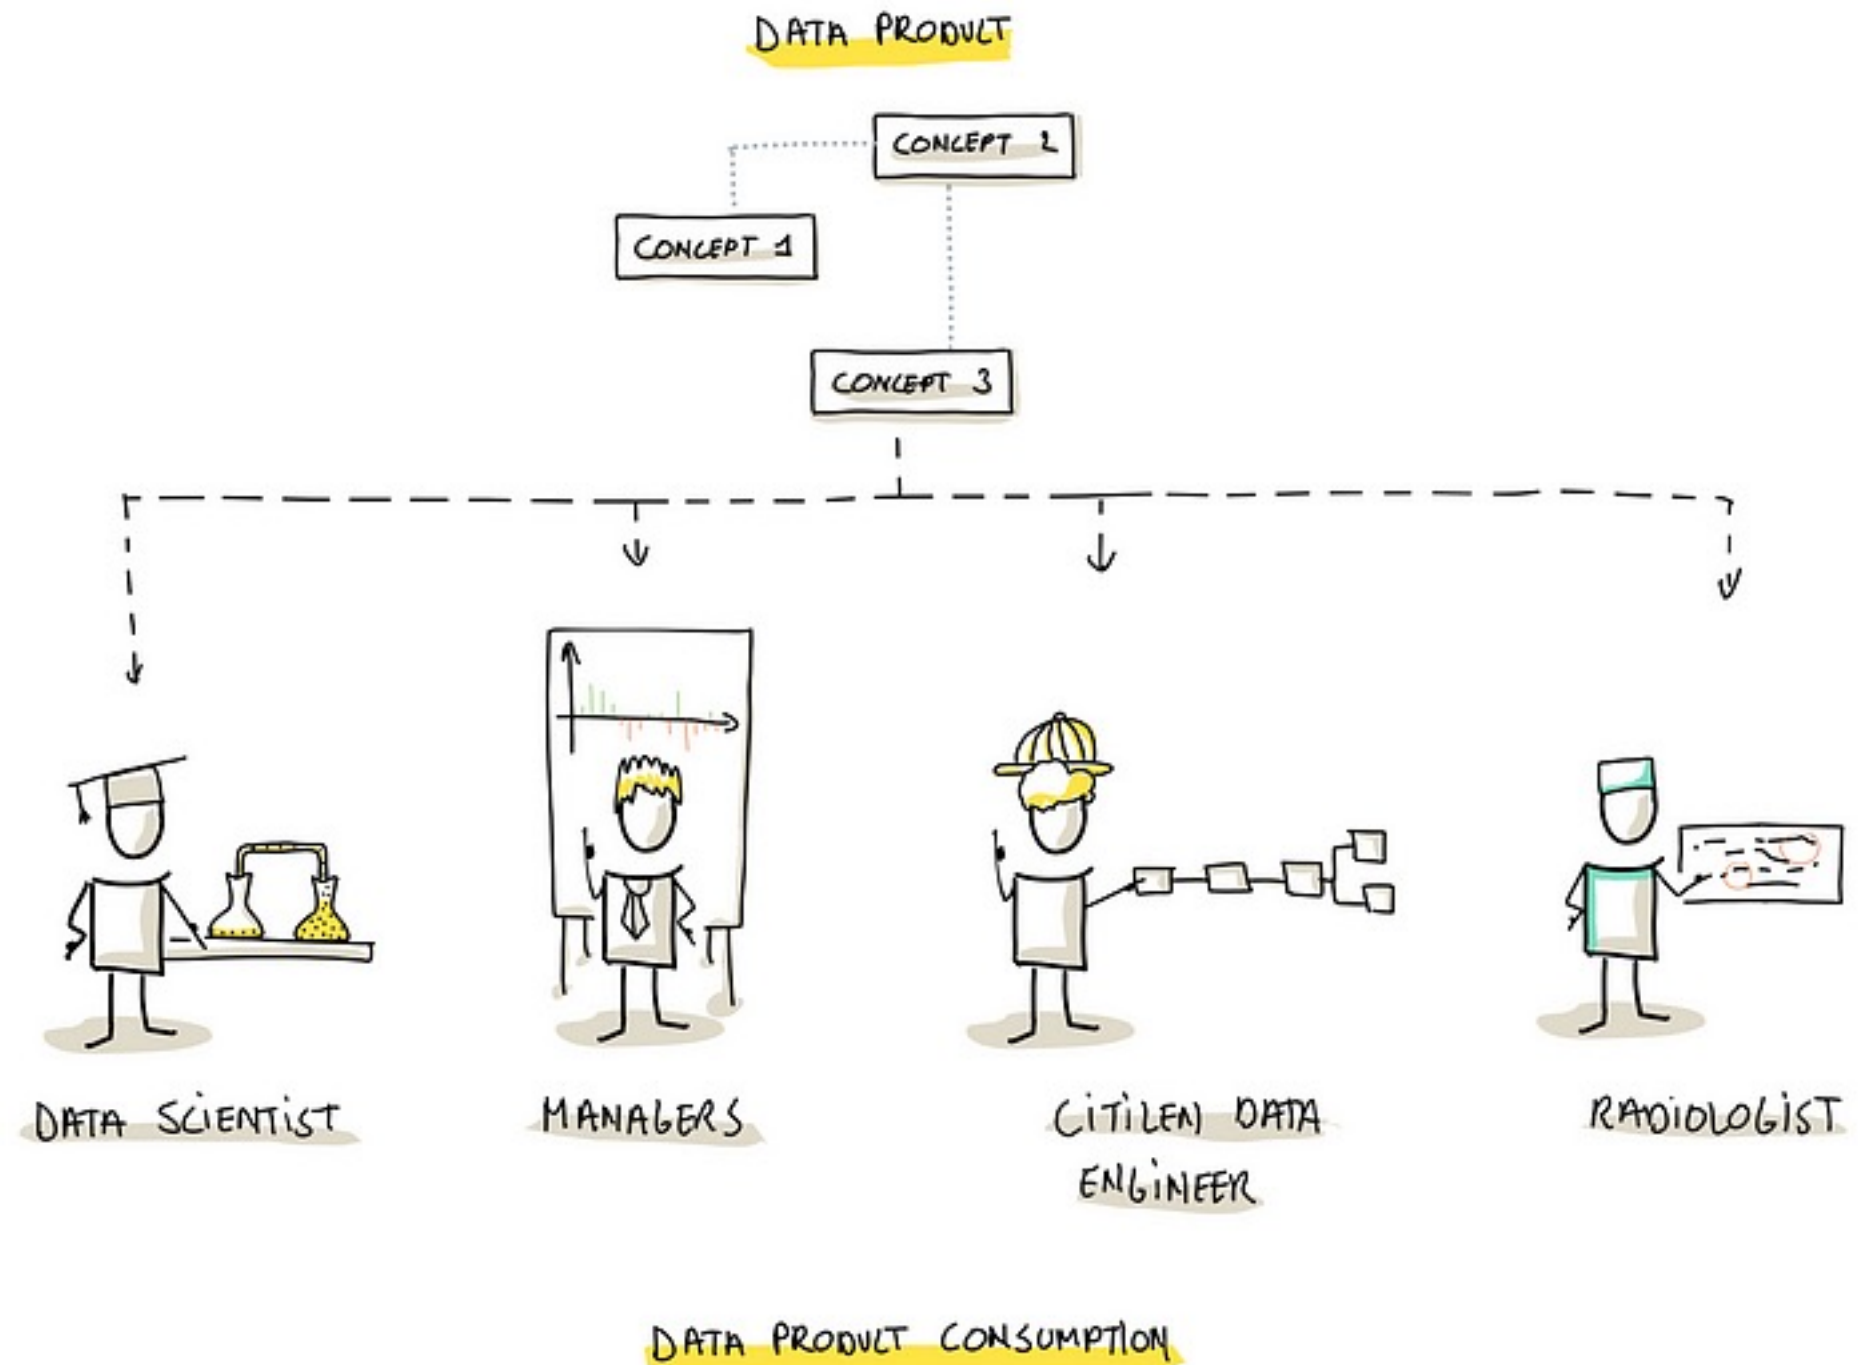 DATA PRODUCT
CONCEPT 2
CONCEPT 1
CONCEPT 3
DATA SCIENTIST
MANAGERS
CITIZEN DATA
ENGINEER
RADIOLOGIST
DATA PRODUCT CONSUMPTION